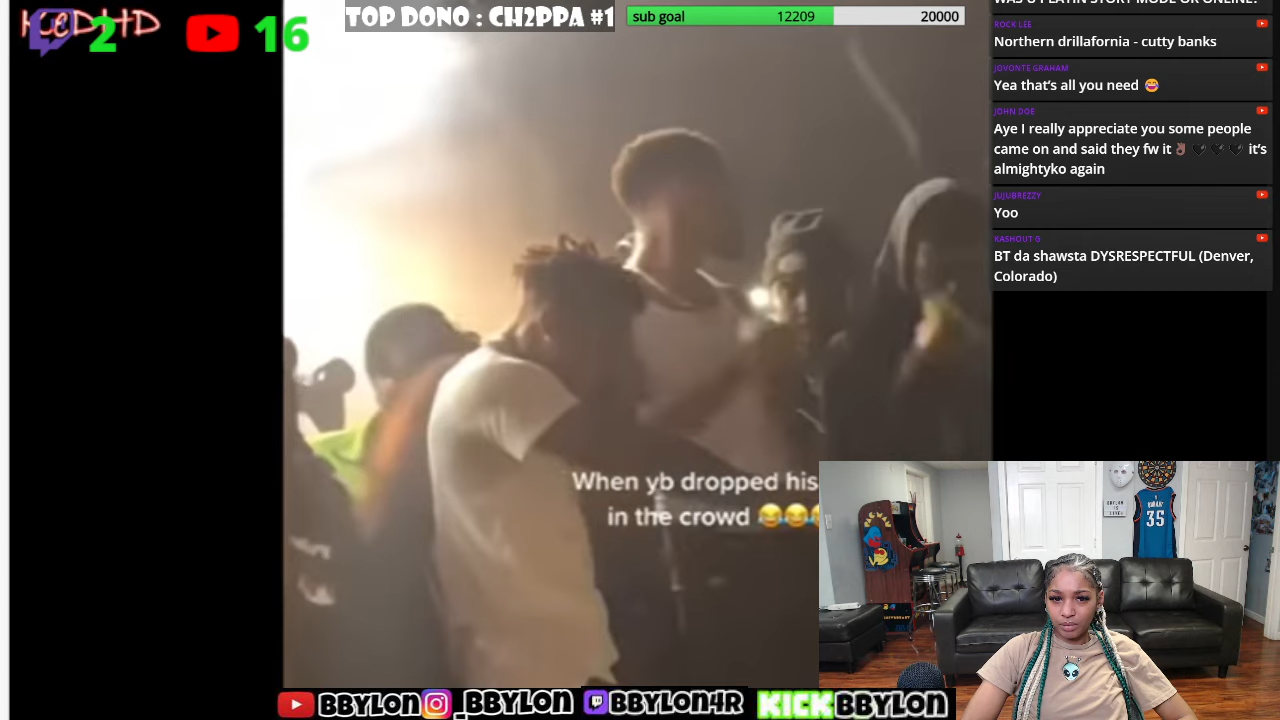 TOP DONO : CH2PPA #1
sub goal 12209 20000
2 16
Northern drillafornia - cutty banks
ROCK LEE
JOVONTE GRAHAM
Yea that's all you need 😂
JOHN DOE
Aye I really appreciate you some people
came on and said they fw it👌🏾 🖤 🖤 🖤 it's
almightyko again
JUJUBREZZY
Yoo
KASHOUT G
BT da shawsta DYSRESPECTFUL (Denver,
Colorado)
When yb dropped his
in the crowd 😂😂
35
BBYLON _BBYLON BBYLON4R KICK BBYLON